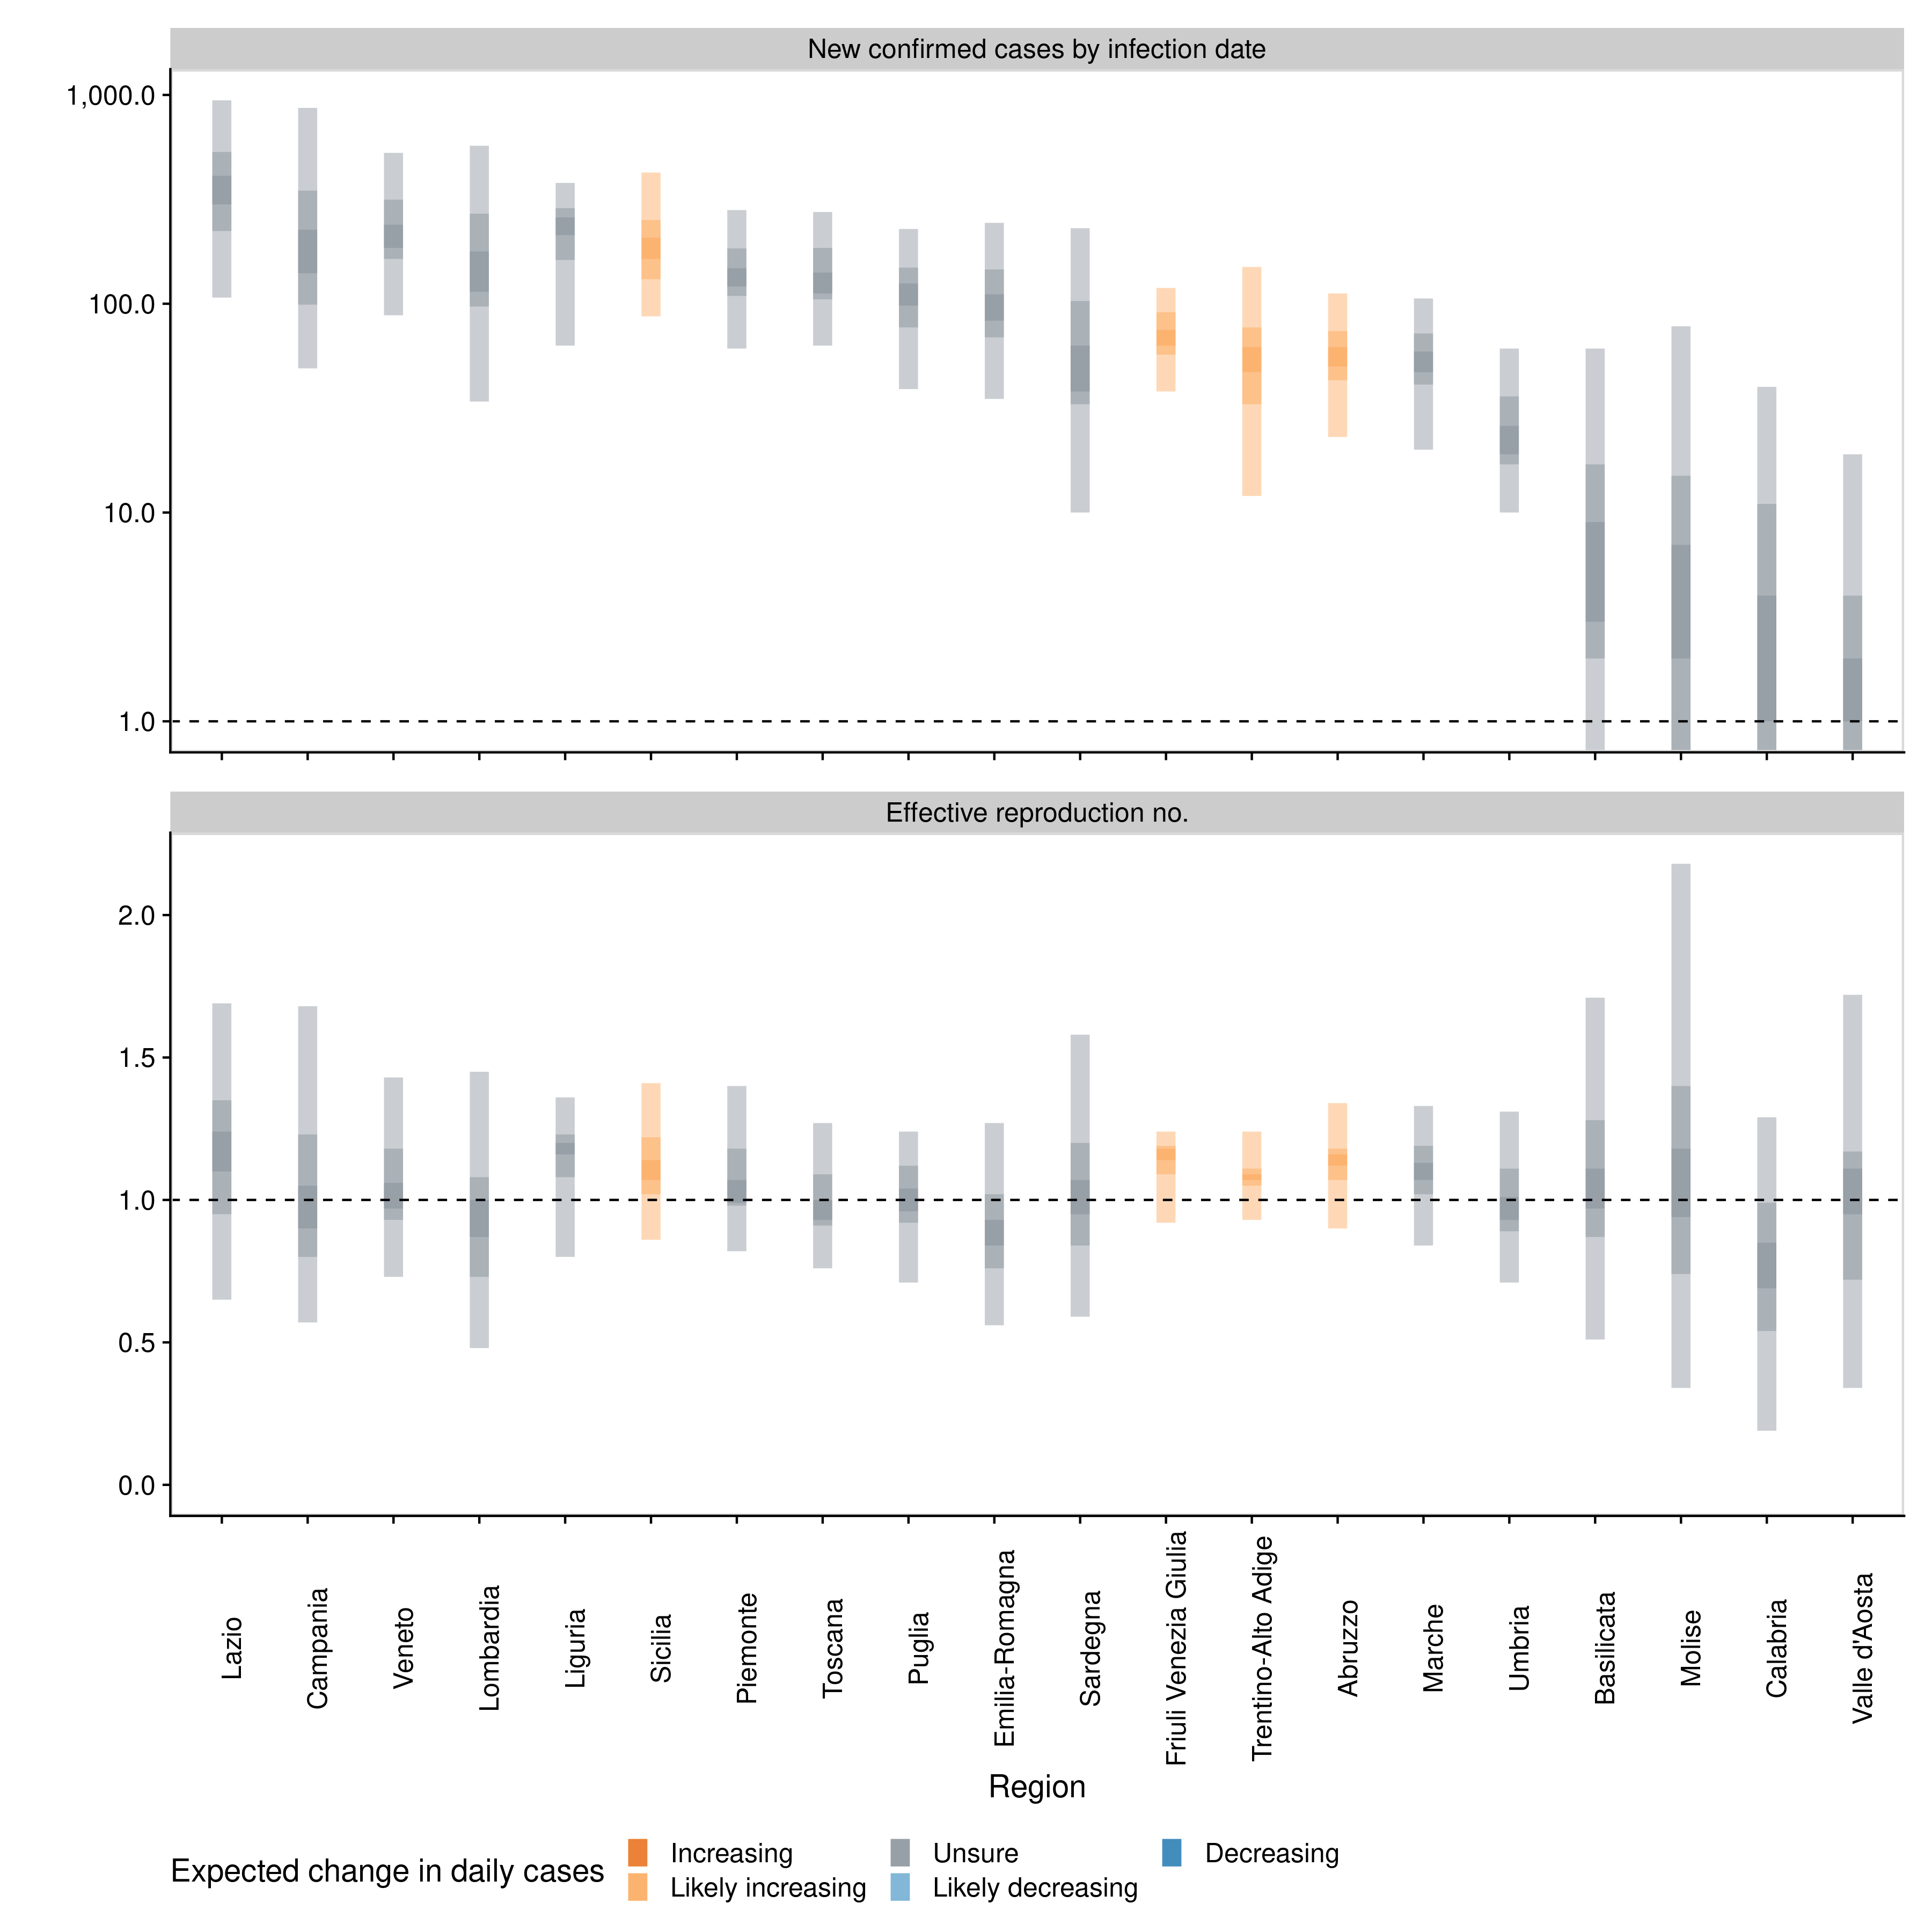 New confirmed cases by infection date
1,000.0
100.0
10.0
1.0
Effective reproduction no.
2.0
1.5
1.0
0.5
0.0
Lazio
Campania
Veneto
Lombardia
Liguria
Sicilia
Piemonte
Toscana
Puglia
Emilia-Romagna
Sardegna
Friuli Venezia Giulia
Trentino-Alto Adige
Abruzzo
Marche
Umbria
Basilicata
Molise
Calabria
Valle d'Aosta
Region
Expected change in daily cases
Increasing
Likely increasing
Unsure
Likely decreasing
Decreasing